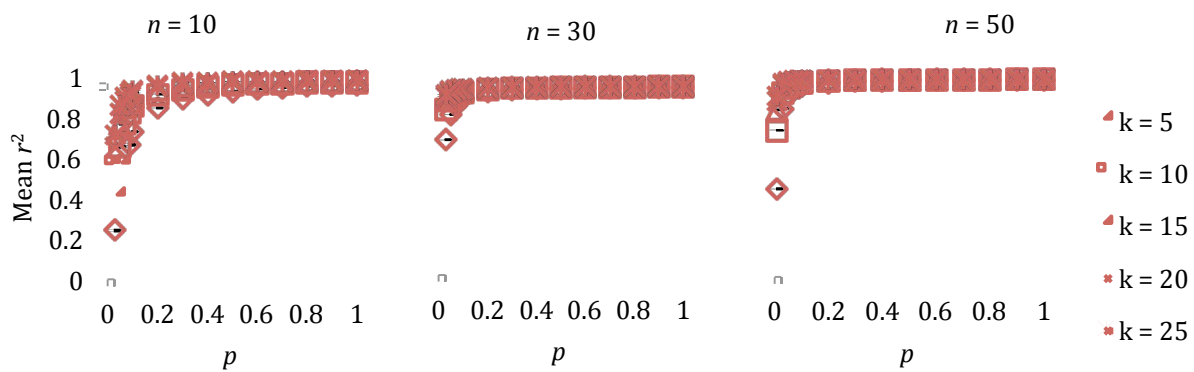 n = 10
n = 30
n = 50
Mean r²
1
0.8
0.6
0.4
0.2
0
0 0.2 0.4 0.6 0.8 1
0 0.2 0.4 0.6 0.8 1
0 0.2 0.4 0.6 0.8 1
p
p
p
k = 5
k = 10
k = 15
k = 20
k = 25